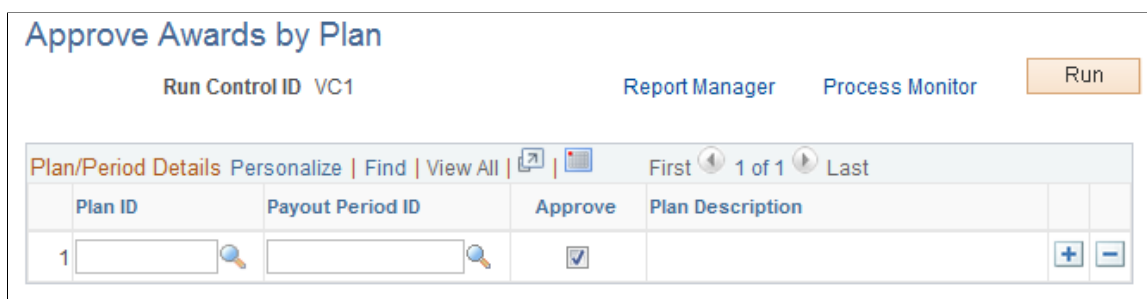 Approve Awards by Plan
Run Control ID VC1 Report Manager Process Monitor Run
Plan/Period Details Personalize | Find | View All | | First 1 of 1 Last
Plan ID Payout Period ID Approve Plan Description
1